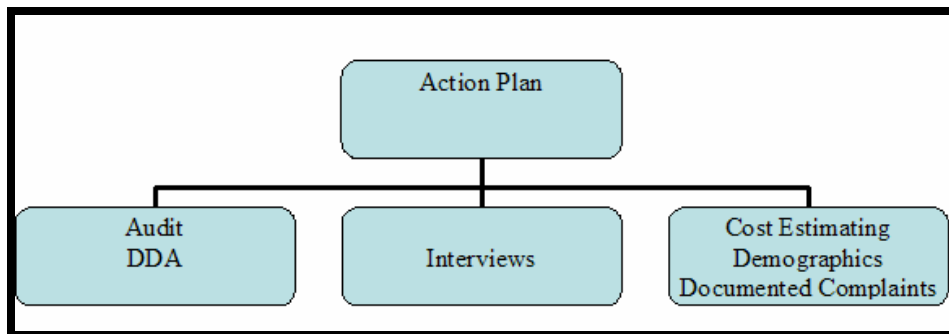 Action Plan
Audit
DDA
Interviews
Cost Estimating
Demographics
Documented Complaints